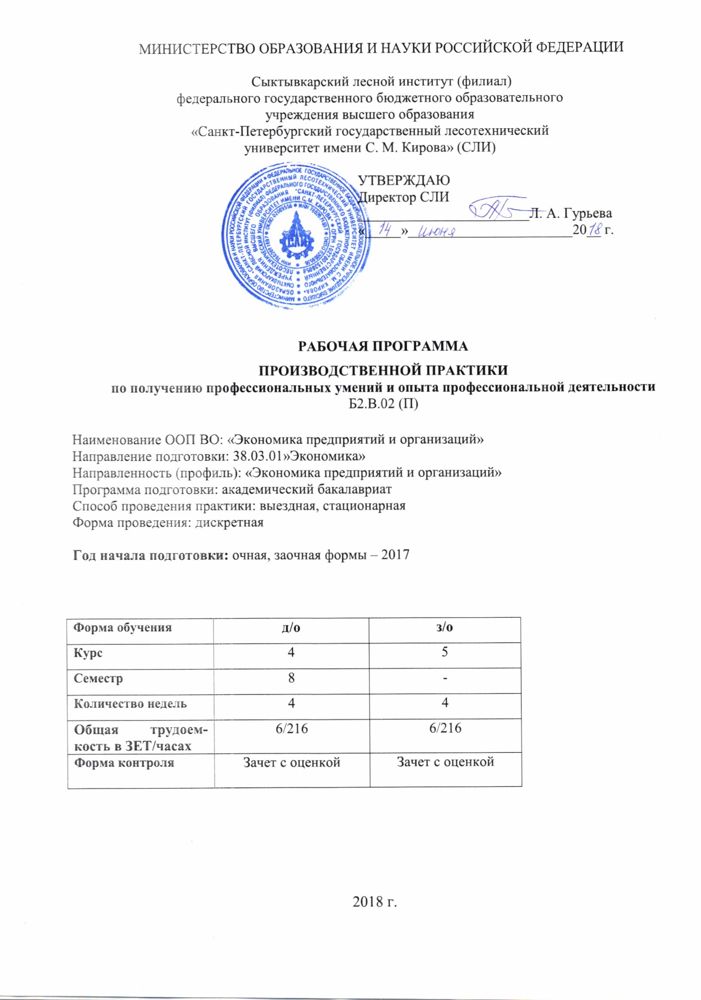 МИНИСТЕРСТВО ОБРАЗОВАНИЯ И НАУКИ РОССИЙСКОЙ ФЕДЕРАЦИИ
Сыктывкарский лесной институт (филиал)
федерального государственного бюджетного образовательного
учреждения высшего образования
«Санкт-Петербургский государственный лесотехнический
университет имени С. М. Кирова» (СЛИ)
УТВЕРЖДАЮ
Директор СЛИ
Л. А. Гурьева
«14» июня 2018 г.
СЛИ
РАБОЧАЯ ПРОГРАММА
ПРОИЗВОДСТВЕННОЙ ПРАКТИКИ
по получению профессиональных умений и опыта профессиональной деятельности
Б2.В.02 (П)
Наименование ООП ВО: «Экономика предприятий и организаций»
Направление подготовки: 38.03.01»Экономика»
Направленность (профиль): «Экономика предприятий и организаций»
Программа подготовки: академический бакалавриат
Способ проведения практики: выездная, стационарная
Форма проведения: дискретная
Год начала подготовки: очная, заочная формы – 2017
Форма обучения д/о з/о
Курс 4 5
Семестр 8 -
Количество недель 4 4
Общая трудоем- 6/216 6/216
кость в ЗЕТ/часах
Форма контроля Зачет с оценкой Зачет с оценкой
2018 г.